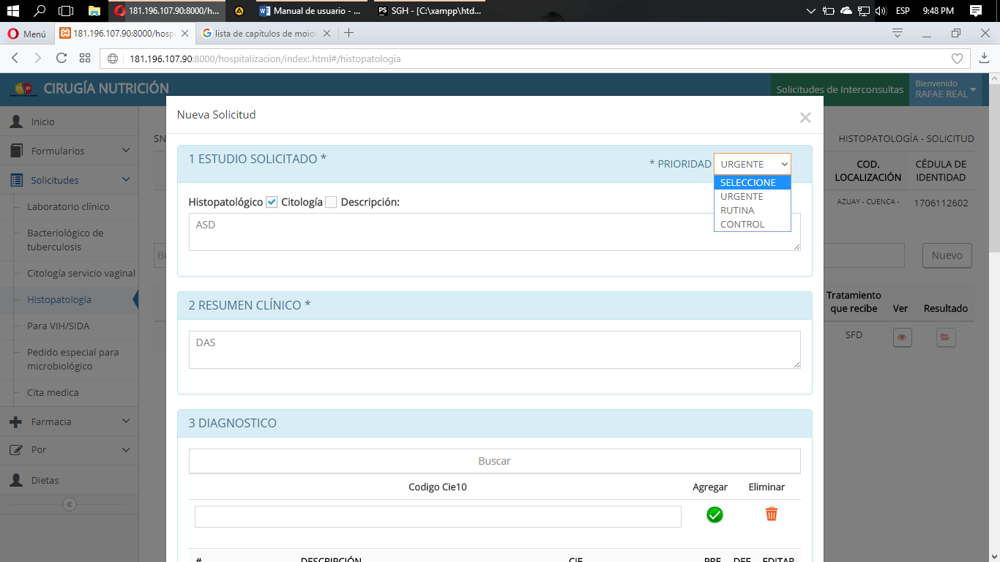 181.196.107.90:8000/h...
Manual de usuario - ...
SGH - [C:\xampp\htd...
ESP
9:48 PM
Menú
181.196.107.90:8000/hospi
lista de capitulos de moios
181.196.107.90:8000/hospitalizacion/index!.html#/histopatologia
CIRUGÍA NUTRICIÓN
Solicitudes de Interconsultas
Bienvenido
RAFAE REAL
Inicio
Formularios
Solicitudes
Laboratorio clínico
Bacteriológico de
tuberculosis
Citología servicio vaginal
Histopatología
Para VIH/SIDA
Pedido especial para
microbiológico
Cita medica
Farmacia
Por
Dietas
SN
HISTOPATOLOGÍA - SOLICITUD
COD.
LOCALIZACIÓN
CÉDULA DE
IDENTIDAD
AZUAY - CUENCA -
1706112602
Bu
Nuevo
Tratamiento
que recibe
Ver
Resultado
SFD
Nueva Solicitud
1 ESTUDIO SOLICITADO *
* PRIORIDAD
URGENTE
SELECCIONE
URGENTE
RUTINA
CONTROL
Histopatológico
Citología
Descripción:
ASD
2 RESUMEN CLÍNICO *
DAS
3 DIAGNOSTICO
Buscar
Codigo Cie10
Agregar
Eliminar
#
DESCRIPCIÓN
CIE
PRE
DEF
EDITAR